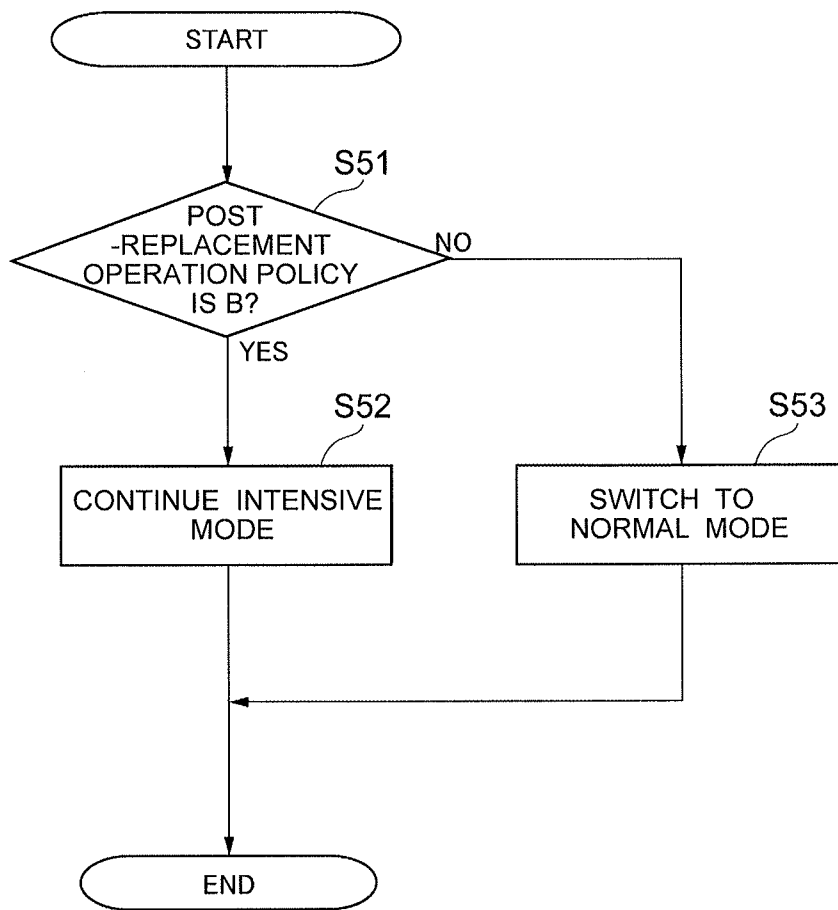 START
S51
POST
-REPLACEMENT
OPERATION POLICY
IS B?
NO
YES
S52
CONTINUE INTENSIVE
MODE
S53
SWITCH TO
NORMAL MODE
END